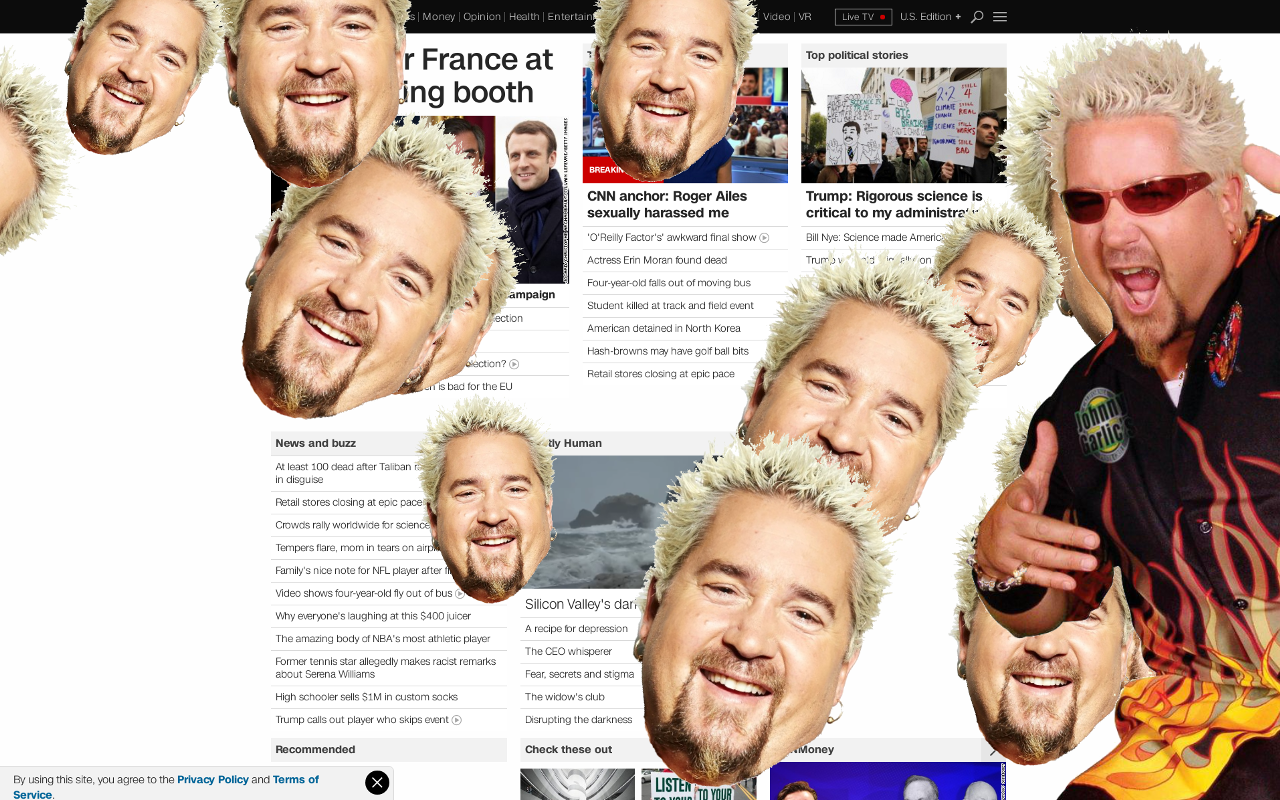 Money | Opinion | Health |
Video | VR
Live TV
U.S. Edition +
r France at
ing booth
ampaign
ection
election?
is bad for the EU
BREAKIN
CNN anchor: Roger Ailes
sexually harassed me
'O'Reilly Factor's' awkward final show
Actress Erin Moran found dead
Four-year-old falls out of moving bus
Student killed at track and field event
American detained in North Korea
Hash-browns may have golf ball bits
Retail stores closing at epic pace
Top political stories
Trump: Rigorous science is
critical to my
Bill Nye: Science made
News and buzz
At least 100 dead after Taliban
in disguise
Retail stores closing at epic pace
Crowds rally worldwide for science
Tempers flare, mom in tears on
Family's nice note for NFL player after
Video shows four-year-old fly out of bus
Why everyone's laughing at this $400 juicer
The amazing body of NBA's most athletic player
Former tennis star allegedly makes racist remarks
about Serena Williams
High schooler sells $1M in custom socks
Trump calls out player who skips event
Human
Silicon Valley's
A recipe for depression
The CEO whisperer
Fear, secrets and stigma
The widow's club
Disrupting the darkness
Johnny
Garlic's
Recommended
Check these out
NMoney
LISTEN
TO YOUR
By using this site, you agree to the Privacy Policy and Terms of
Service.